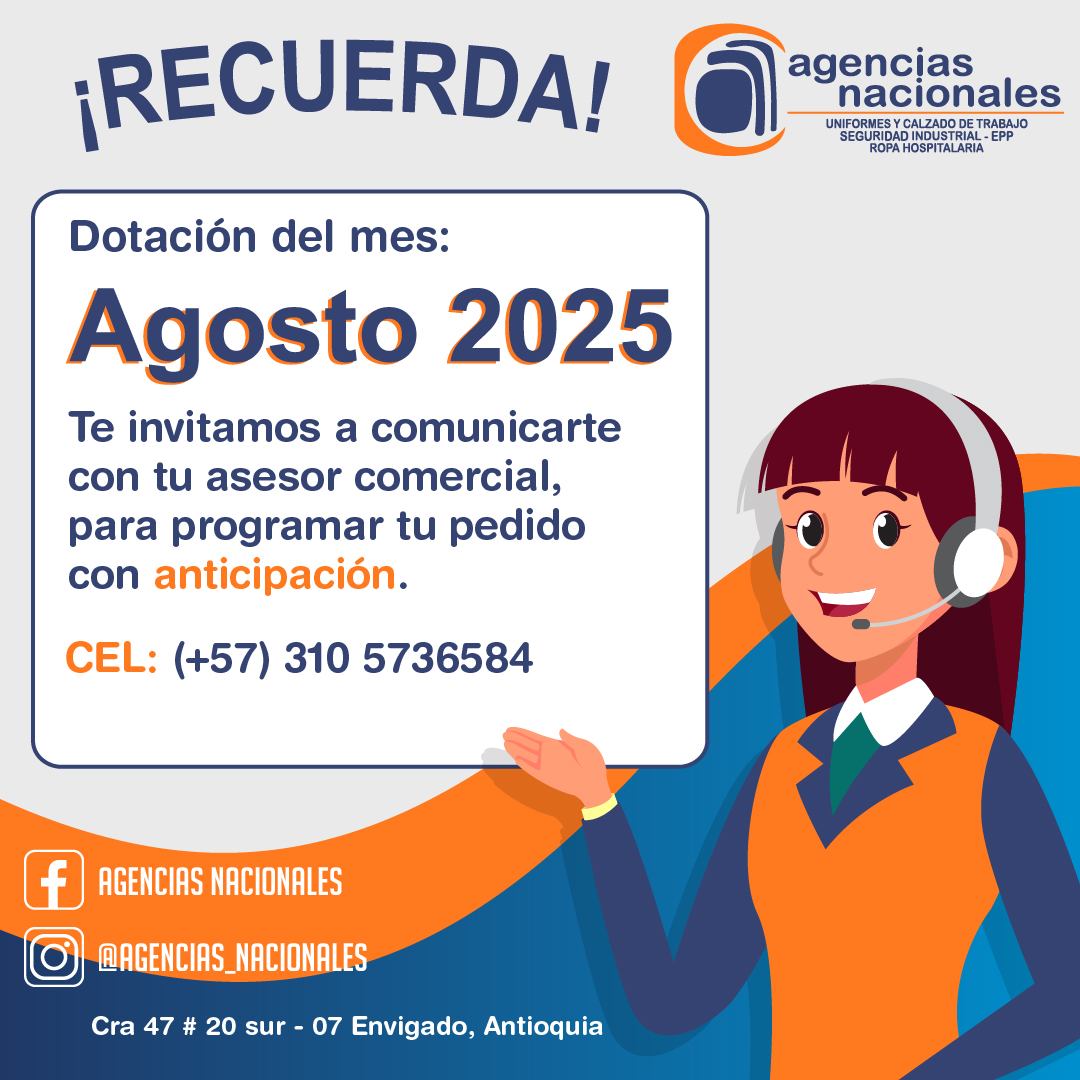 ¡RECUERDA!
agencias
nacionales
UNIFORMES Y CALZADO DE TRABAJO
SEGURIDAD INDUSTRIAL - EPP
ROPA HOSPITALARIA
Dotación del mes:
Agosto 2025
Te invitamos a comunicarte
con tu asesor comercial,
para programar tu pedido
con anticipación.
CEL: (+57) 310 5736584
AGENCIAS NACIONALES
@AGENCIAS_NACIONALES
Cra 47 # 20 sur - 07 Envigado, Antioquia